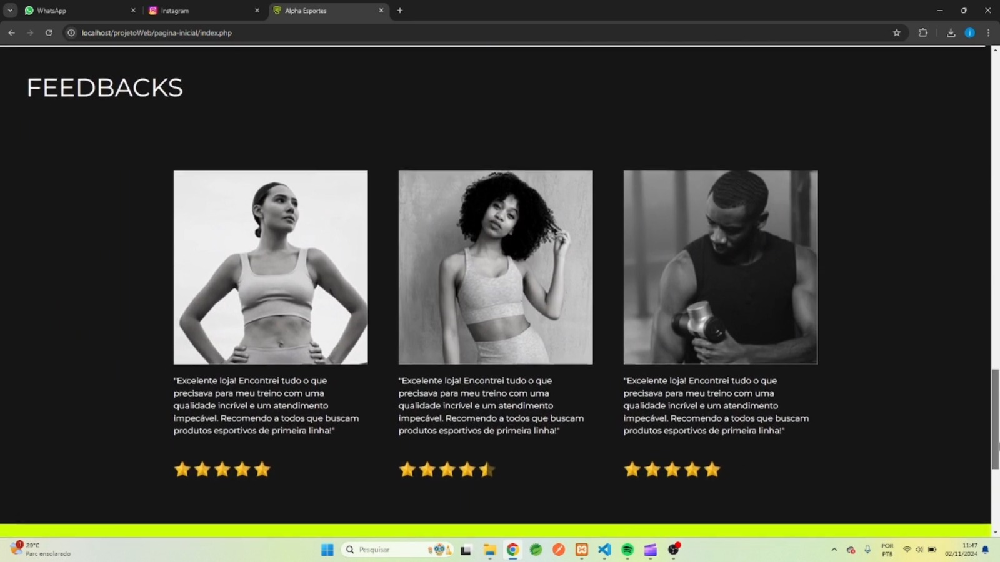 WhatsApp
Instagram
Alpha Esportes
localhost/projetoWeb/pagina-inicial/index.php
FEEDBACKS
"Excelente loja! Encontrei tudo o que
precisava para meu treino com uma
qualidade incrível e um atendimento
impecável. Recomendo a todos que buscam
produtos esportivos de primeira linha!"
"Excelente loja! Encontrei tudo o que
precisava para meu treino com uma
qualidade incrível e um atendimento
impecável. Recomendo a todos que buscam
produtos esportivos de primeira linha!"
"Excelente loja! Encontrei tudo o que
precisava para meu treino com uma
qualidade incrível e um atendimento
impecável. Recomendo a todos que buscam
produtos esportivos de primeira linha!"
1
29°C
Parc ensolarado
Pesquisar
POR
PTB
11:47
02/11/2024